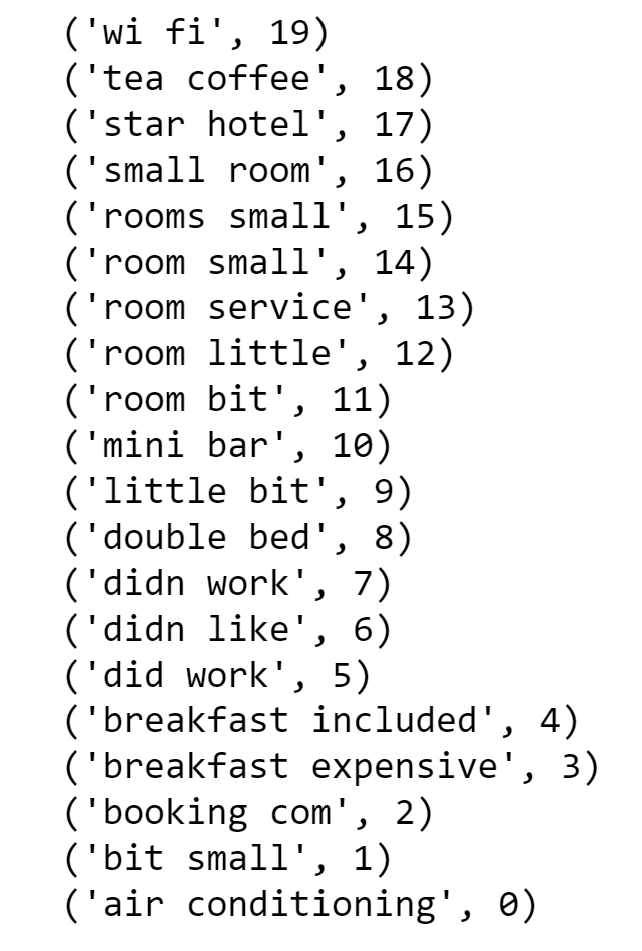 ('wi fi', 19)
('tea coffee', 18)
('star hotel', 17)
('small room', 16)
('rooms small', 15)
('room small', 14)
('room service', 13)
('room little', 12)
('room bit', 11)
('mini bar', 10)
('little bit', 9)
('double bed', 8)
('didn work', 7)
('didn like', 6)
('did work', 5)
('breakfast included', 4)
('breakfast expensive', 3)
('booking com', 2)
('bit small', 1)
('air conditioning', 0)